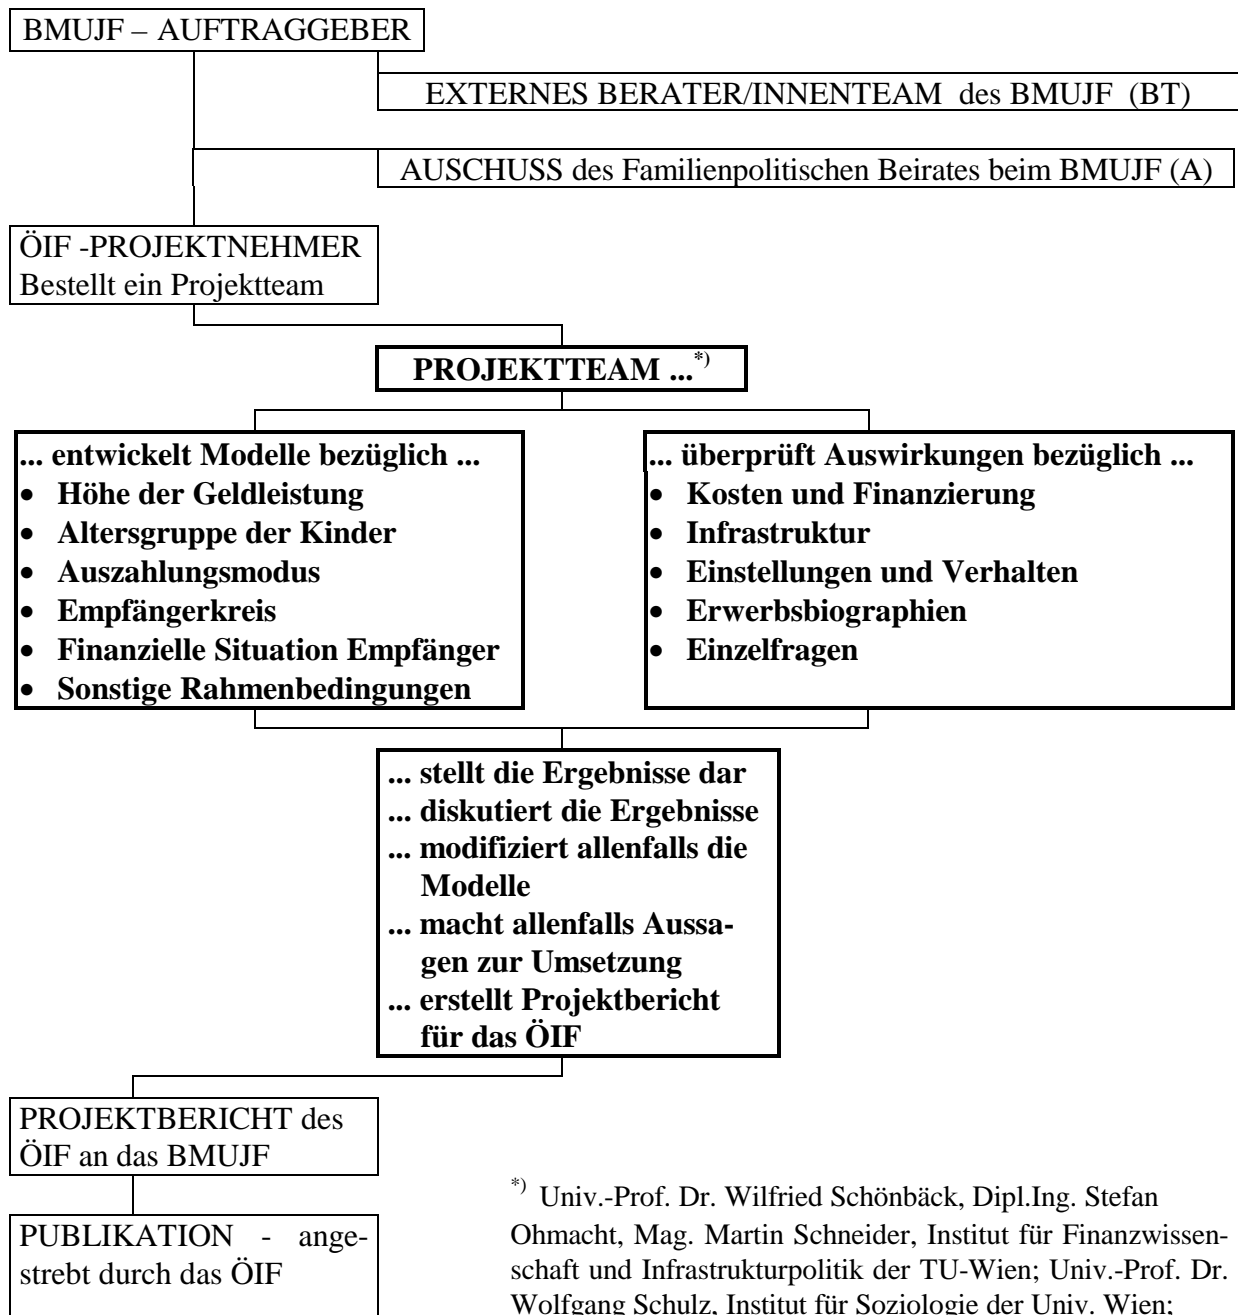 BMUJF – AUFTRAGGEBER
EXTERNES BERATER/INNENTEAM des BMUJF (BT)
AUSCHUSS des Familienpolitischen Beirates beim BMUJF (A)
ÖIF -PROJEKTNEHMER
Bestellt ein Projektteam
PROJEKTTEAM ...*)
... entwickelt Modelle bezüglich ...
• Höhe der Geldleistung
• Altersgruppe der Kinder
• Auszahlungsmodus
• Empfängerkreis
• Finanzielle Situation Empfänger
• Sonstige Rahmenbedingungen
... überprüft Auswirkungen bezüglich ...
• Kosten und Finanzierung
• Infrastruktur
• Einstellungen und Verhalten
• Erwerbsbiographien
• Einzelfragen
... stellt die Ergebnisse dar
... diskutiert die Ergebnisse
... modifiziert allenfalls die
Modelle
... macht allenfalls Aussa-
gen zur Umsetzung
... erstellt Projektbericht
für das ÖIF
PROJEKTBERICHT des
ÖIF an das BMUJF
PUBLIKATION - ange-
strebt durch das ÖIF
*) Univ.-Prof. Dr. Wilfried Schönbäck, Dipl.Ing. Stefan
Ohmacht, Mag. Martin Schneider, Institut für Finanzwissen-
schaft und Infrastrukturpolitik der TU-Wien; Univ.-Prof. Dr.
Wolfgang Schulz, Institut für Soziologie der Univ. Wien;